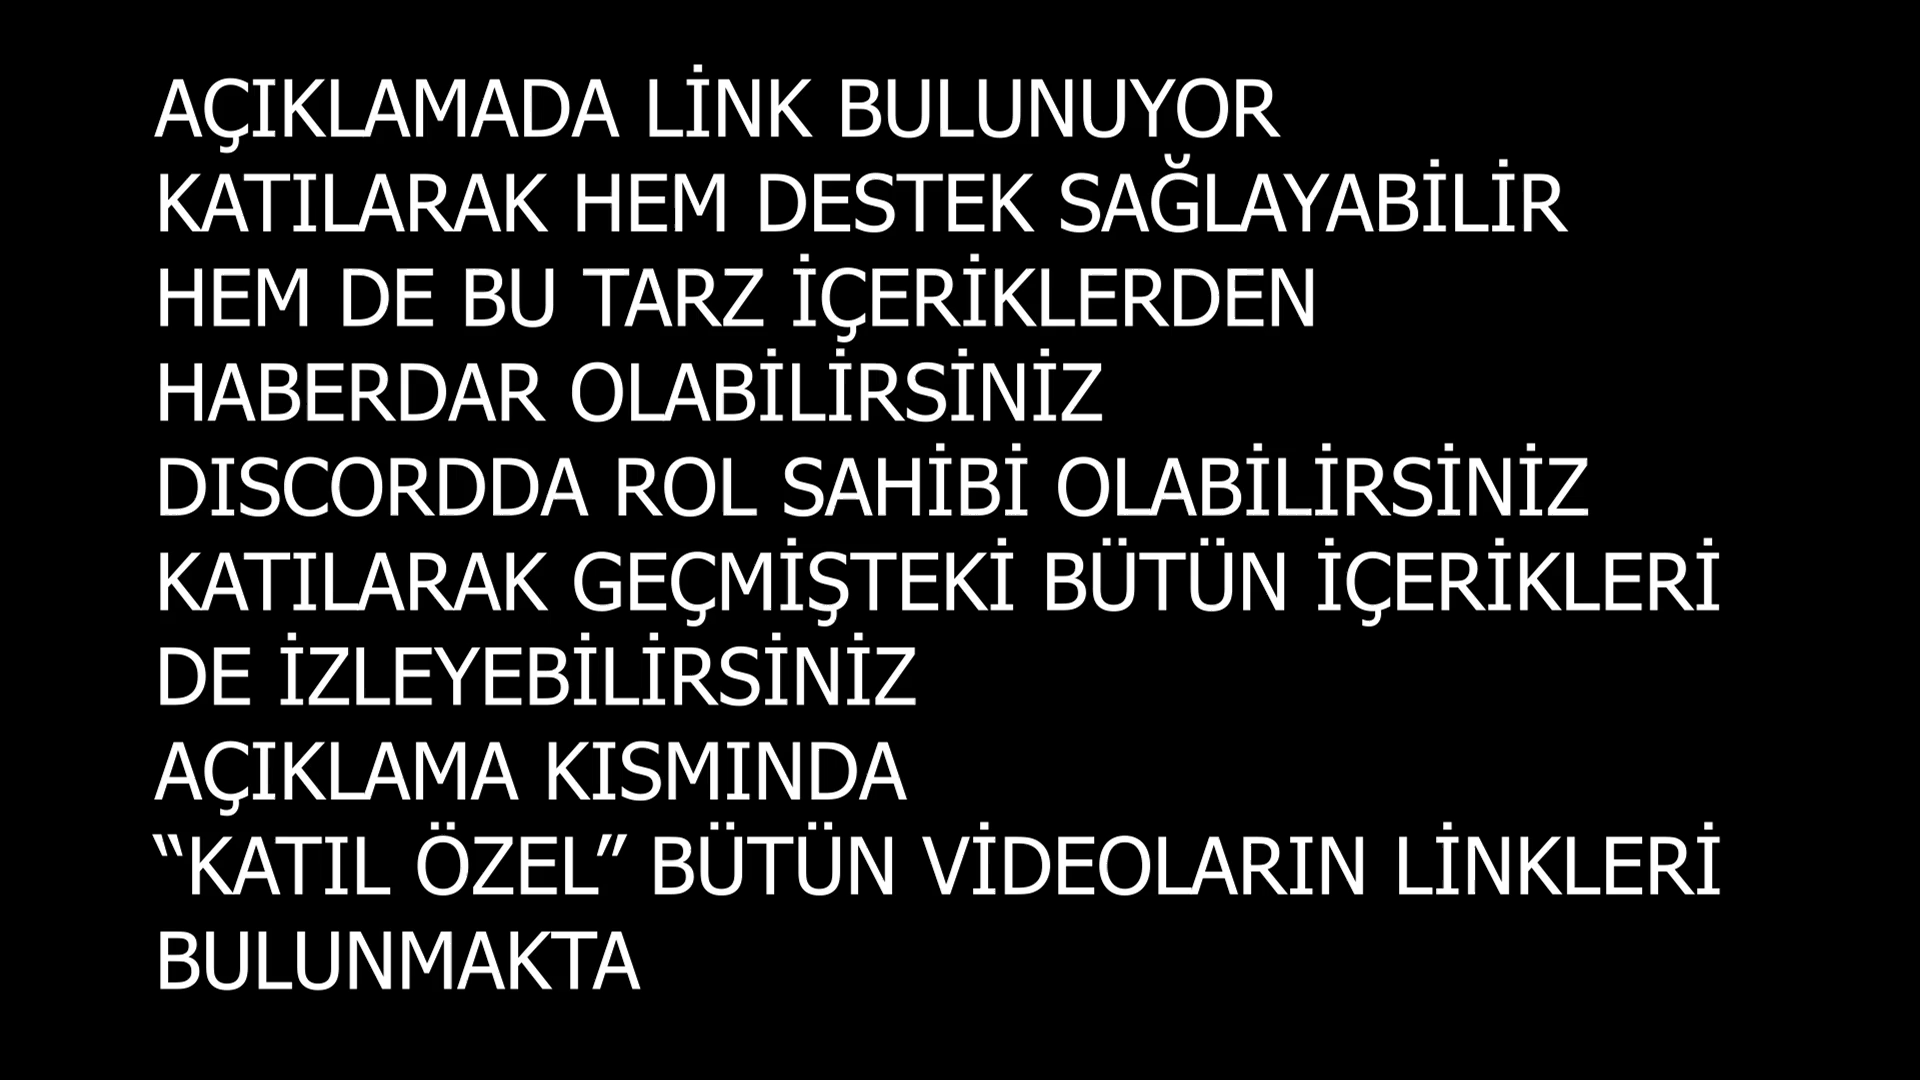 AÇIKLAMADA LİNK BULUNUYOR
KATILARAK HEM DESTEK SAĞLAYABİLİR
HEM DE BU TARZ İÇERİKLERDEN
HABERDAR OLABİLİRSİNİZ
DISCORDDA ROL SAHİBİ OLABİLİRSİNİZ
KATILARAK GEÇMİŞTEKİ BÜTÜN İÇERİKLERİ
DE İZLEYEBİLİRSİNİZ
AÇIKLAMA KISMINDA
“KATIL ÖZEL” BÜTÜN VİDEOLARIN LİNKLERİ
BULUNMAKTA